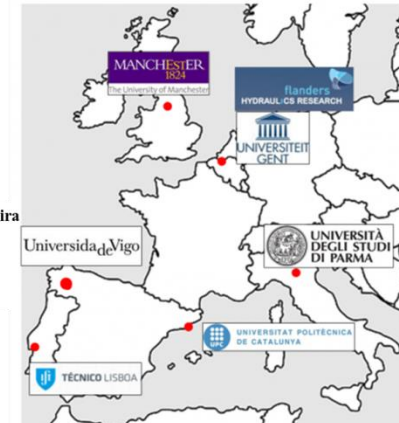 MANCHESTER
1824
The University of Manchester
flanders
HYDRAULICS RESEARCH
UNIVERSITEIT
GENT
ira
Universidade Vigo
UNIVERSITÀ
DEGLI STUDI
DI PARMA
UPC
UNIVERSITAT POLITÈCNICA
DE CATALUNYA
TÉCNICO LISBOA